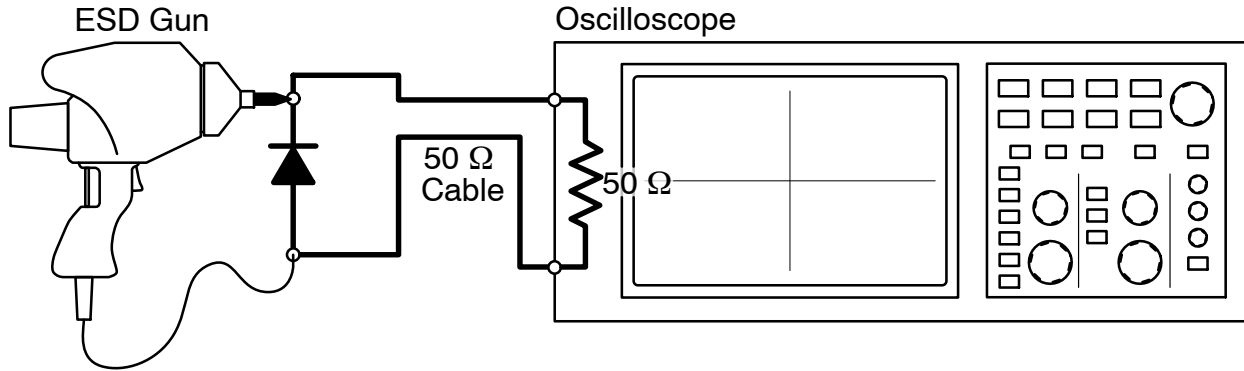 ESD Gun
Oscilloscope
50 Ω
Cable
50 Ω